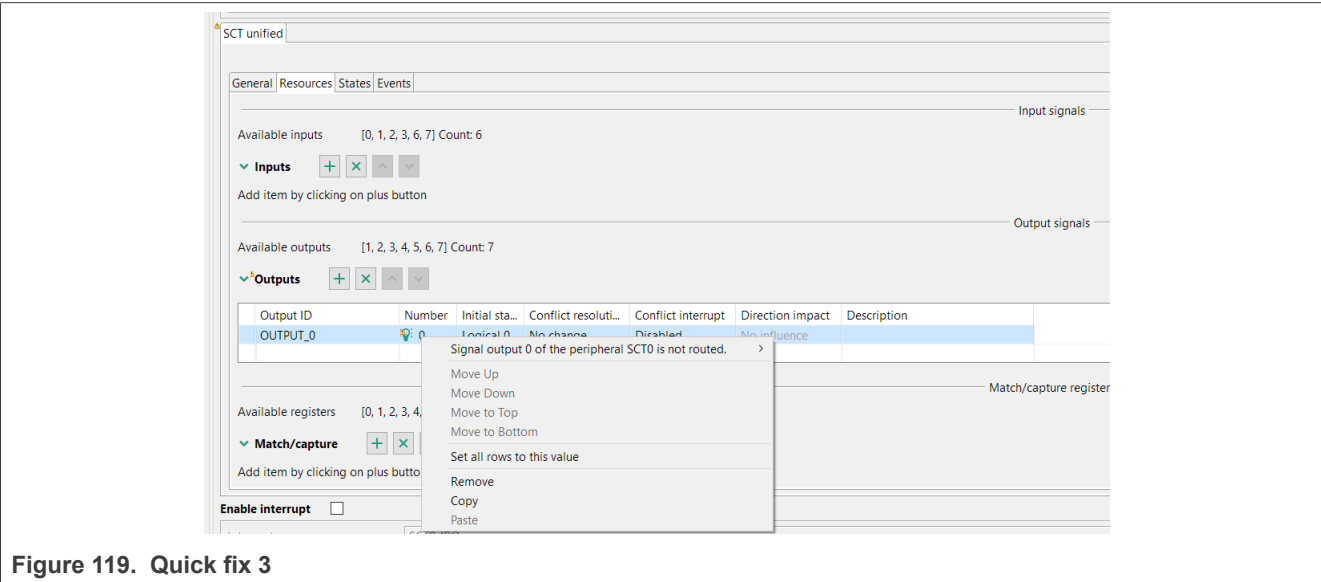 SCT unified
General Resources States Events
Input signals
Available inputs [0, 1, 2, 3, 6, 7] Count: 6
Inputs
Add item by clicking on plus button
Output signals
Available outputs [1, 2, 3, 4, 5, 6, 7] Count: 7
Outputs
Output ID Number Initial sta... Conflict resoluti... Conflict interrupt Direction impact Description
OUTPUT_0 0 Logical 0 No change Disabled No influence
Signal output 0 of the peripheral SCT0 is not routed. >
Move Up
Move Down
Move to Top
Move to Bottom
Set all rows to this value
Remove
Copy
Paste
Match/capture register
Available registers [0, 1, 2, 3, 4,
Match/capture
Add item by clicking on plus butto
Enable interrupt
Figure 119. Quick fix 3